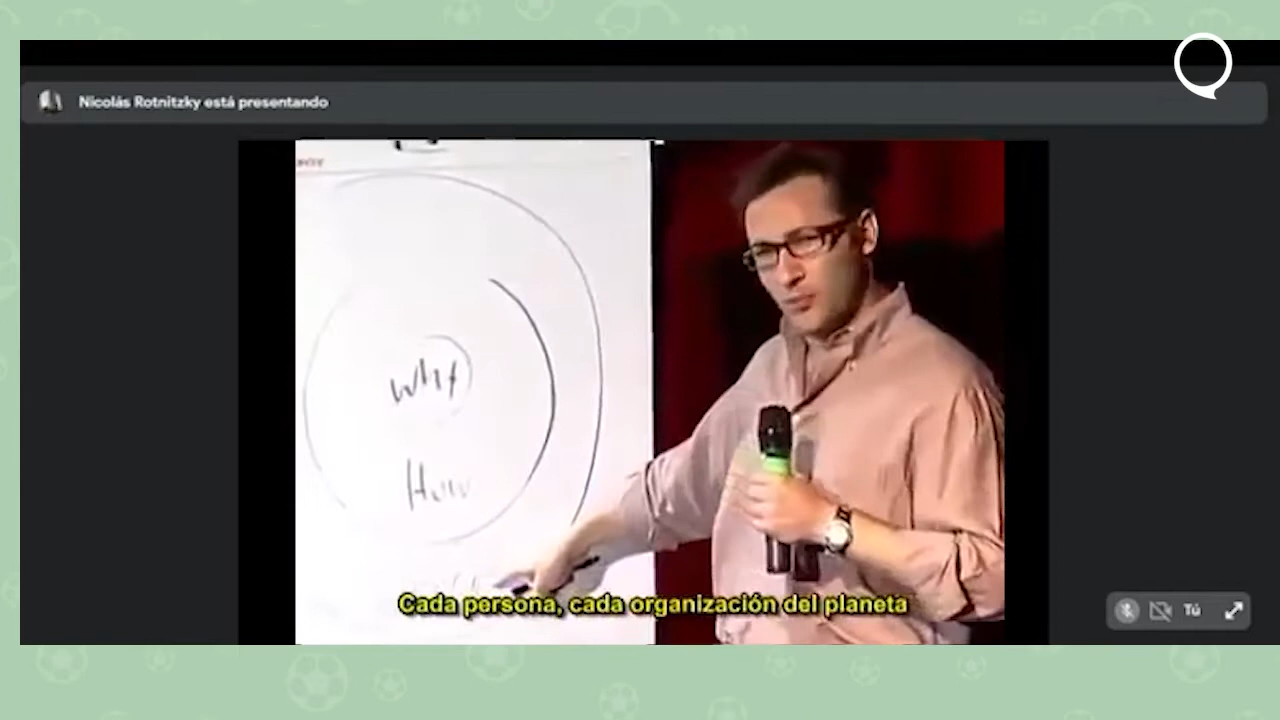 Nicolás Rotnitzky está presentando
Why
How
Cada persona, cada organización del planeta
Tú